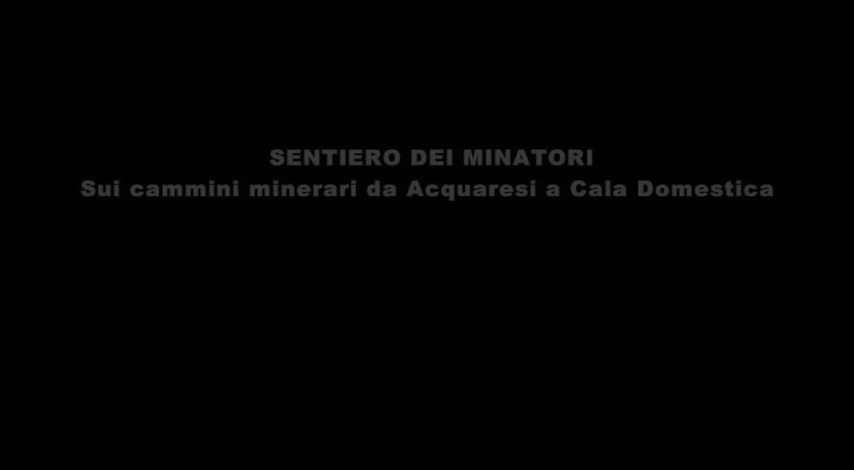 SENTIERO DEI MINATORI
Sui cammini minerari da Acquaresi a Cala Domestica